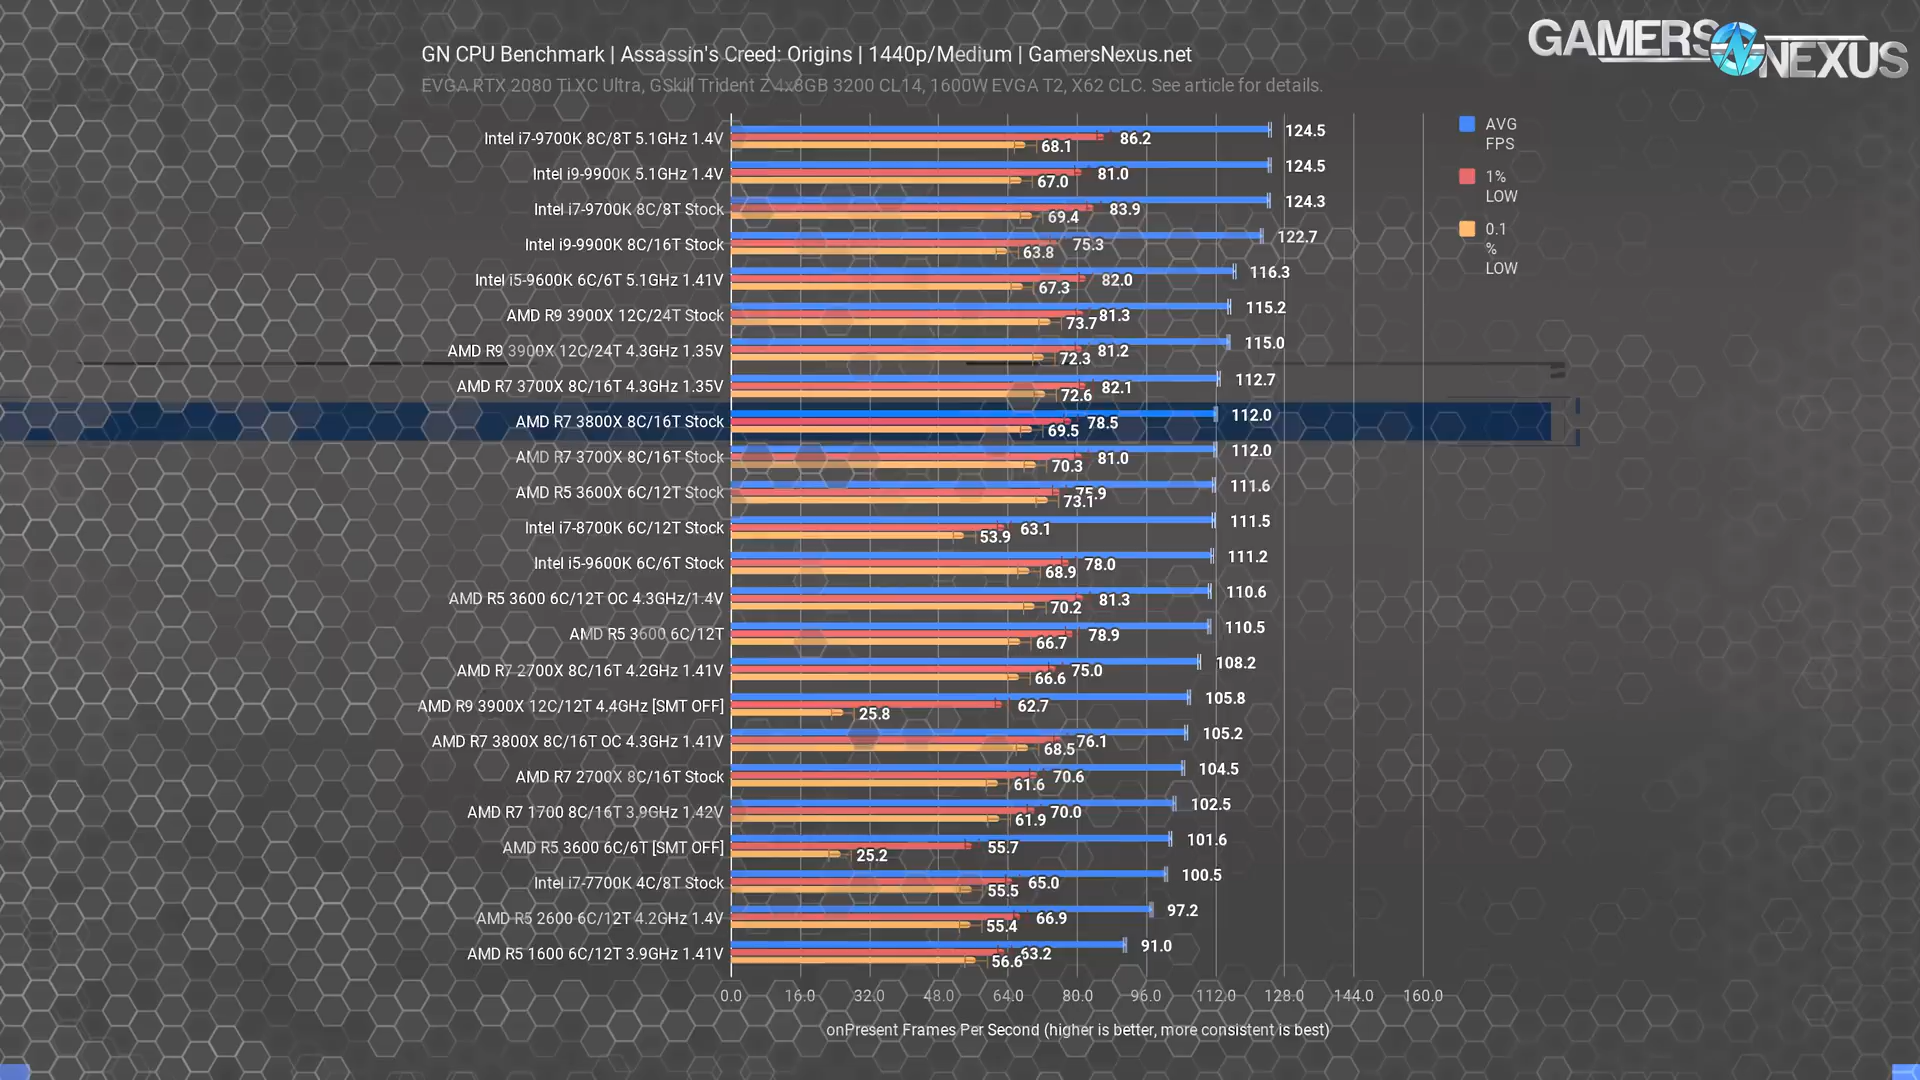 GAMERS NEXUS
GN CPU Benchmark | Assassin's Creed: Origins | 1440p/Medium | GamersNexus.net
EVGA RTX 2080 Ti XC Ultra, GSkill Trident Z 4x8GB 3200 CL14, 1600W EVGA T2, X62 CLC. See article for details.
AVG
FPS
1%
LOW
0.1
%
LOW
Intel i7-9700K 8C/8T 5.1GHz 1.4V 124.5 86.2 68.1
Intel i9-9900K 5.1GHz 1.4V 124.5 81.0 67.0
Intel i7-9700K 8C/8T Stock 124.3 83.9 69.4
Intel i9-9900K 8C/16T Stock 122.7 75.3 63.8
Intel i5-9600K 6C/6T 5.1GHz 1.41V 116.3 82.0 67.3
AMD R9 3900X 12C/24T Stock 115.2 81.3 73.7
AMD R9 3900X 12C/24T 4.3GHz 1.35V 115.0 81.2 72.3
AMD R7 3700X 8C/16T 4.3GHz 1.35V 112.7 82.1 72.6
AMD R7 3800X 8C/16T Stock 112.0 78.5 69.5
AMD R7 3700X 8C/16T Stock 112.0 81.0 70.3
AMD R5 3600X 6C/12T Stock 111.6 75.9 73.1
Intel i7-8700K 6C/12T Stock 111.5 63.1 53.9
Intel i5-9600K 6C/6T Stock 111.2 78.0 68.9
AMD R5 3600 6C/12T OC 4.3GHz/1.4V 110.6 81.3 70.2
AMD R5 3600 6C/12T 110.5 78.9 66.7
AMD R7 2700X 8C/16T 4.2GHz 1.41V 108.2 75.0 66.6
AMD R9 3900X 12C/12T 4.4GHz [SMT OFF] 105.8 62.7 25.8
AMD R7 3800X 8C/16T OC 4.3GHz 1.41V 105.2 76.1 68.5
AMD R7 2700X 8C/16T Stock 104.5 70.6 61.6
AMD R7 1700 8C/16T 3.9GHz 1.42V 102.5 70.0 61.9
AMD R5 3600 6C/6T [SMT OFF] 101.6 55.7 25.2
Intel i7-7700K 4C/8T Stock 100.5 65.0 55.5
AMD R5 2600 6C/12T 4.2GHz 1.4V 97.2 66.9 55.4
AMD R5 1600 6C/12T 3.9GHz 1.41V 91.0 63.2 56.6
0.0 16.0 32.0 48.0 64.0 80.0 96.0 112.0 128.0 144.0 160.0
onPresent Frames Per Second (higher is better, more consistent is best)